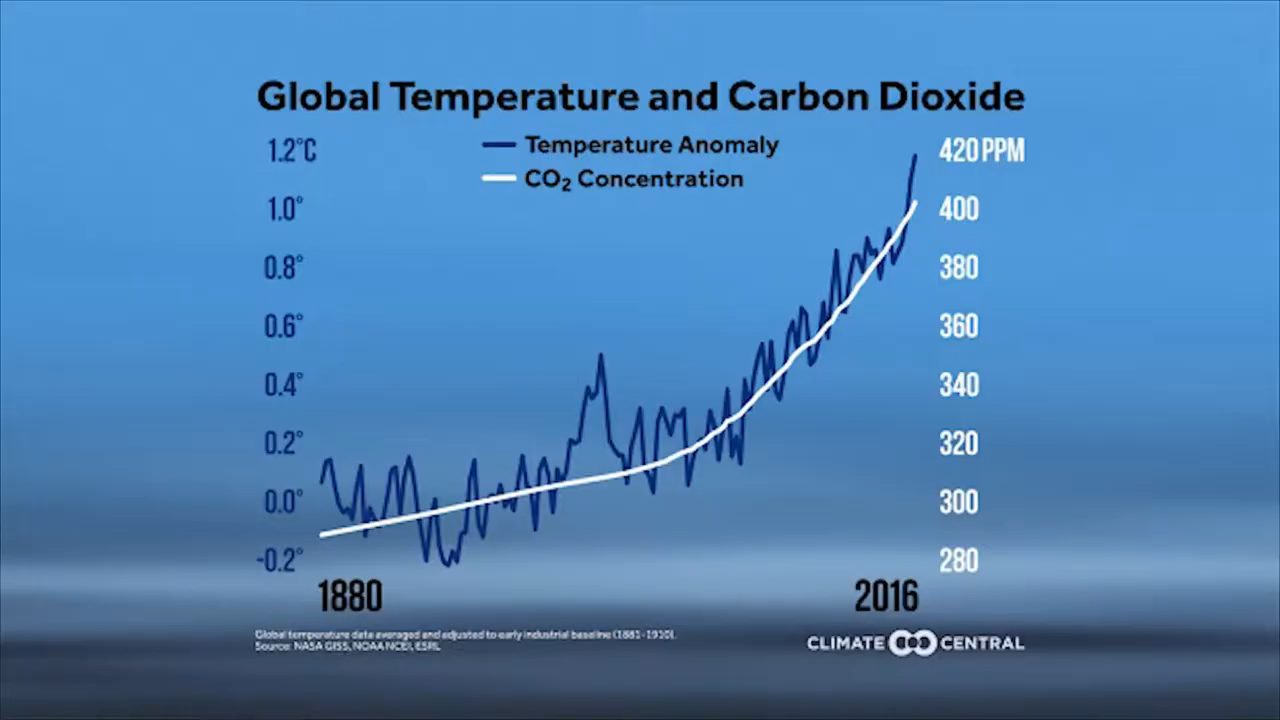 Global Temperature and Carbon Dioxide
Temperature Anomaly
CO₂ Concentration
1.2°C
1.0°
0.8°
0.6°
0.4°
0.2°
0.0°
-0.2°
420 PPM
400
380
360
340
320
300
280
1880
2016
Global temperature data averaged and adjusted to early industrial baseline (1881-1910).
Source: NASA GISS, NOAA NCEI, ESRL
CLIMATE CENTRAL